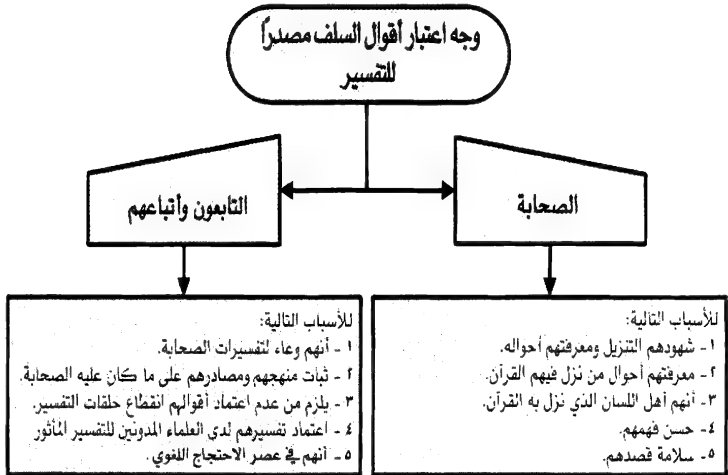 وجه اعتبار أقوال السلف مصدراً
للتفسير
الصحابة
التابعون وأتباعهم
للأسباب التالية:
١ - شهودهم التنزيل ومعرفتهم أحواله.
٢- معرفتهم أحوال من نزل فيهم القرآن.
٣- أنهم أهل اللسان الذي نزل به القرآن.
٤- حسن فهمهم.
٥- سلامة قصدهم.
للأسباب التالية:
١ - أنهم وعاء لتفسيرات الصحابة.
٢ - ثبات منهجهم ومصادرهم على ما كان عليه الصحابة.
٣ - يلزم من عدم اعتماد أقوالهم انقطاع حلقات التفسير.
٤ - اعتماد تفسيرهم لدى العلماء المدونين للتفسير المأثور
٥ - أنهم في عصر الاحتجاج اللغوي.